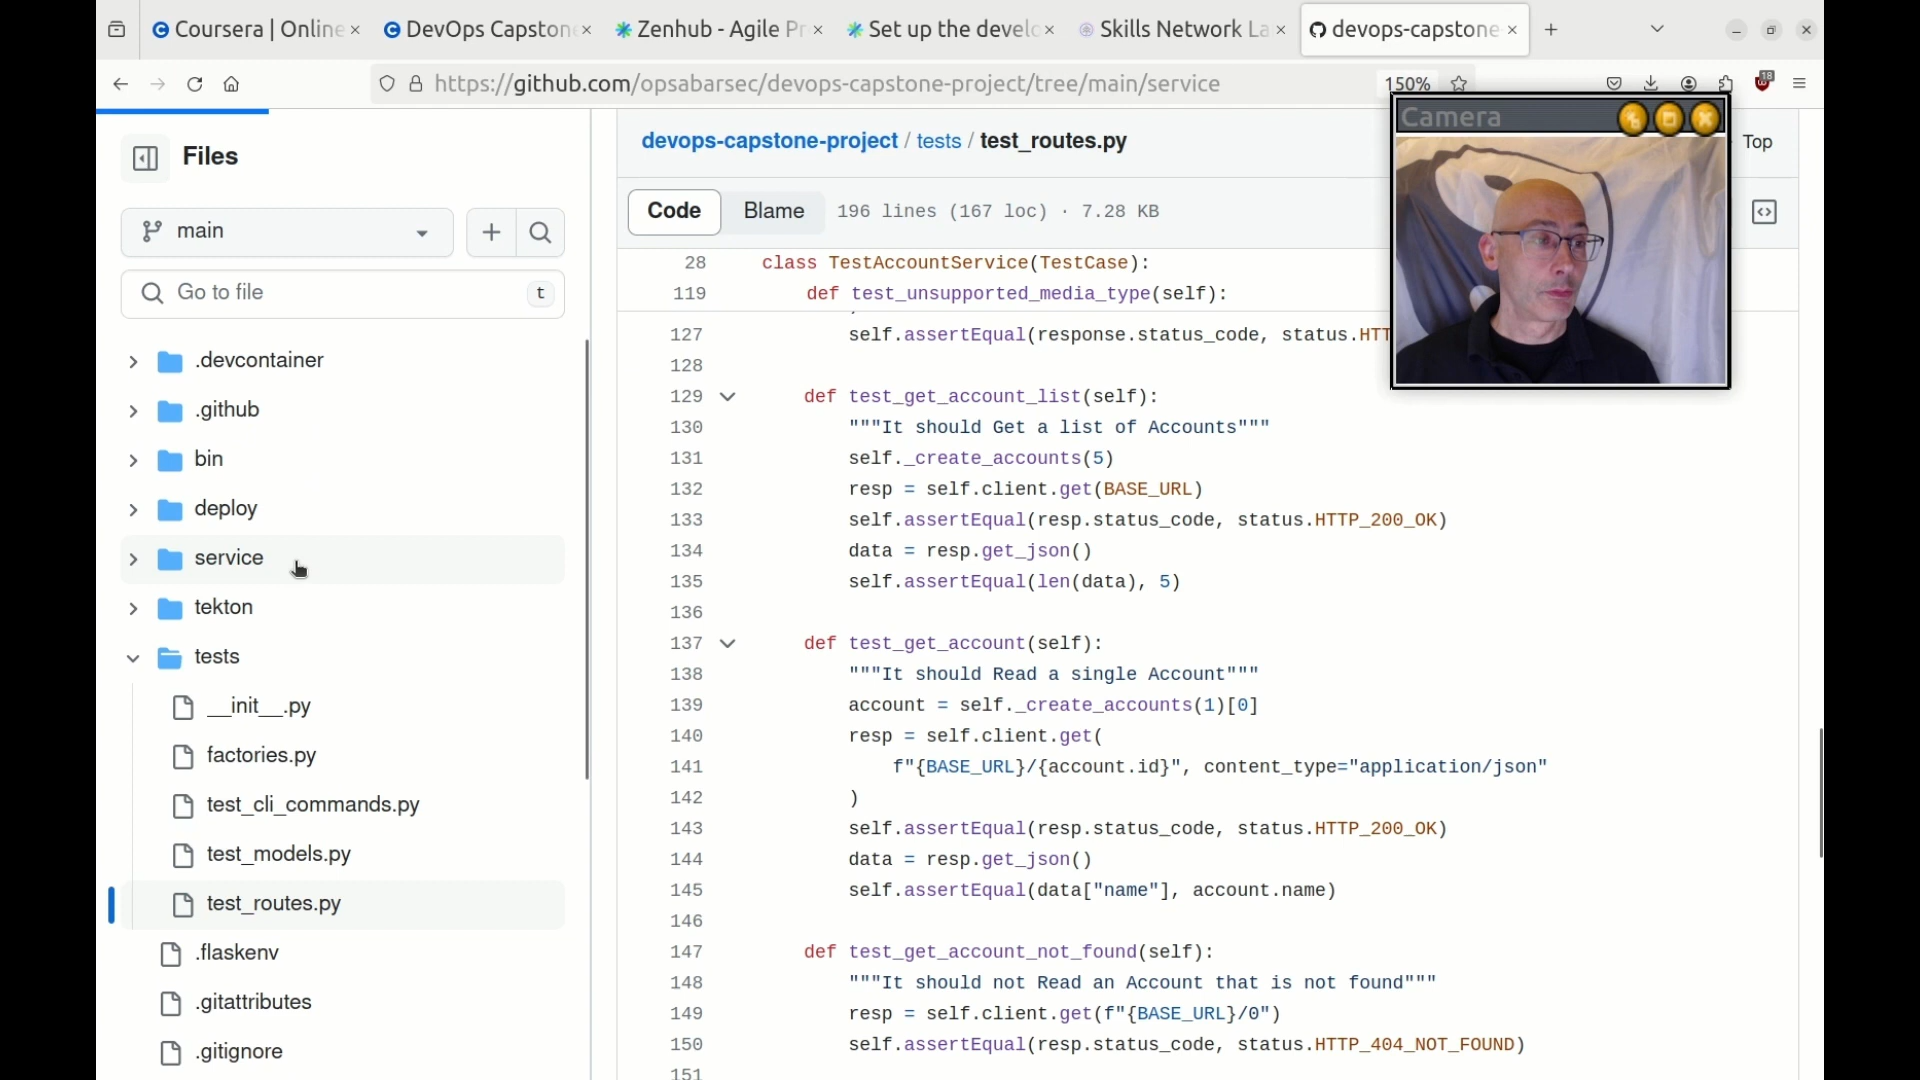 Coursera | Online
DevOps Capston
Zenhub - Agile Pr
Set up the develo
Skills Network La
devops-capstone
https://github.com/opsabarsec/devops-capstone-project/tree/main/service
150%
18
Camera
Files
main
Go to file
t
.devcontainer
.github
bin
deploy
service
tekton
tests
__init__.py
factories.py
test_cli_commands.py
test_models.py
test_routes.py
.flaskenv
.gitattributes
.gitignore
devops-capstone-project / tests / test_routes.py
Top
Code
Blame
196 lines (167 loc) · 7.28 KB
28 class TestAccountService(TestCase):
119 def test_unsupported_media_type(self):
127 self.assertEqual(response.status_code, status.HTT
128
129 def test_get_account_list(self):
130 """It should Get a list of Accounts"""
131 self._create_accounts(5)
132 resp = self.client.get(BASE_URL)
133 self.assertEqual(resp.status_code, status.HTTP_200_OK)
134 data = resp.get_json()
135 self.assertEqual(len(data), 5)
136
137 def test_get_account(self):
138 """It should Read a single Account"""
139 account = self._create_accounts(1)[0]
140 resp = self.client.get(
141 f"{BASE_URL}/{account.id}", content_type="application/json"
142 )
143 self.assertEqual(resp.status_code, status.HTTP_200_OK)
144 data = resp.get_json()
145 self.assertEqual(data["name"], account.name)
146
147 def test_get_account_not_found(self):
148 """It should not Read an Account that is not found"""
149 resp = self.client.get(f"{BASE_URL}/0")
150 self.assertEqual(resp.status_code, status.HTTP_404_NOT_FOUND)
151